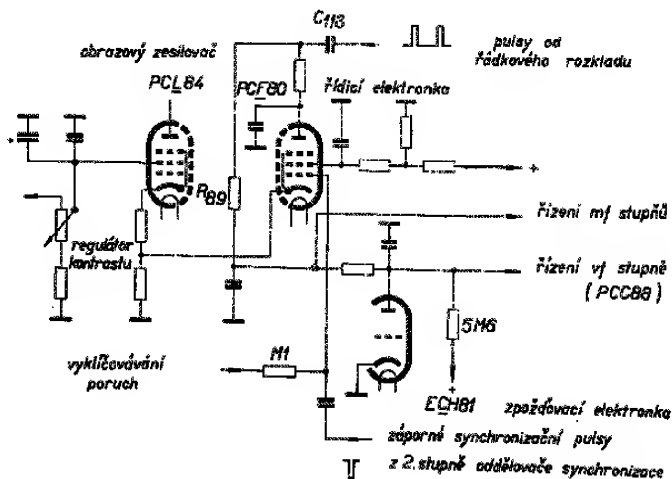 C113
pulsy od
řádkového rozkladu
obrazový zesilovač
PCL84
PCF80
řídicí elektronka
+
+
R89
řízení mf stupňů
regulátor
kontrastu
řízení vf stupně
(PCC88)
5M6
M1
vyklíčovávání
poruch
+
ECH81 zpožďovací elektronka
záporné synchronizační pulsy
z 2. stupně oddělovače synchronizace